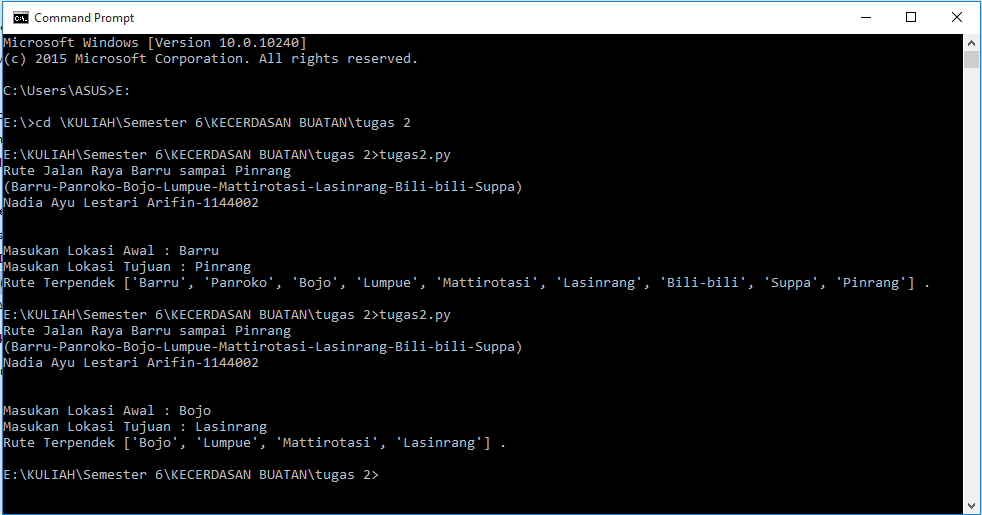 Command Prompt
Microsoft Windows [Version 10.0.10240]
(c) 2015 Microsoft Corporation. All rights reserved.
C:\Users\ASUS>E:
E:\>cd \KULIAH\Semester 6\KECERDASAN BUATAN\tugas 2
E:\KULIAH\Semester 6\KECERDASAN BUATAN\tugas 2>tugas2.py
Rute Jalan Raya Barru sampai Pinrang
(Barru-Panroko-Bojo-Lumpue-Mattirotasi-Lasinrang-Bili-bili-Suppa)
Nadia Ayu Lestari Arifin-1144002
Masukan Lokasi Awal : Barru
Masukan Lokasi Tujuan : Pinrang
Rute Terpendek ['Barru', 'Panroko', 'Bojo', 'Lumpue', 'Mattirotasi', 'Lasinrang', 'Bili-bili', 'Suppa', 'Pinrang'] .
E:\KULIAH\Semester 6\KECERDASAN BUATAN\tugas 2>tugas2.py
Rute Jalan Raya Barru sampai Pinrang
(Barru-Panroko-Bojo-Lumpue-Mattirotasi-Lasinrang-Bili-bili-Suppa)
Nadia Ayu Lestari Arifin-1144002
Masukan Lokasi Awal : Bojo
Masukan Lokasi Tujuan : Lasinrang
Rute Terpendek ['Bojo', 'Lumpue', 'Mattirotasi', 'Lasinrang'] .
E:\KULIAH\Semester 6\KECERDASAN BUATAN\tugas 2>